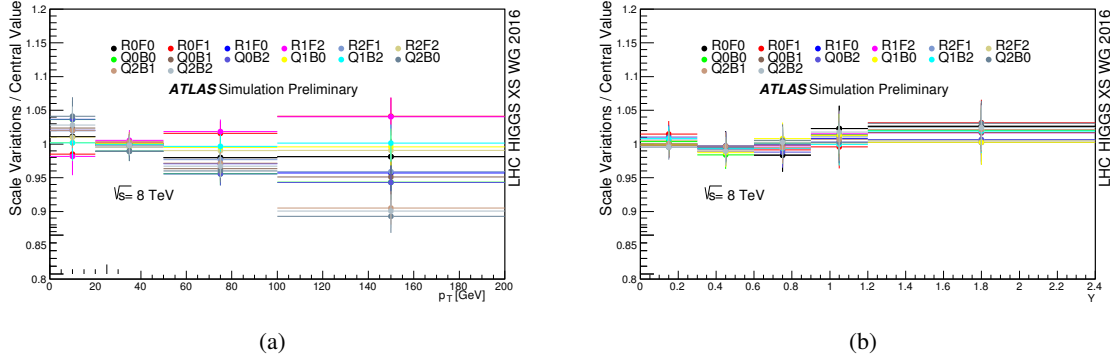 Scale Variations / Central Value
1.2
1.15
1.1
1.05
1
0.95
0.9
0.85
0.8
R0F0 R0F1 R1F0 R1F2 R2F1 R2F2
Q0B0 Q0B1 Q0B2 Q1B0 Q1B2 Q2B0
Q2B1 Q2B2
ATLAS Simulation Preliminary
√s= 8 TeV
0 20 40 60 80 100 120 140 160 180 200
p_T [GeV]
LHC HIGGS XS WG 2016
(a)
Scale Variations / Central Value
1.2
1.15
1.1
1.05
1
0.95
0.9
0.85
0.8
R0F0 R0F1 R1F0 R1F2 R2F1 R2F2
Q0B0 Q0B1 Q0B2 Q1B0 Q1B2 Q2B0
Q2B1 Q2B2
ATLAS Simulation Preliminary
√s= 8 TeV
0 0.2 0.4 0.6 0.8 1 1.2 1.4 1.6 1.8 2 2.2 2.4
Y
LHC HIGGS XS WG 2016
(b)